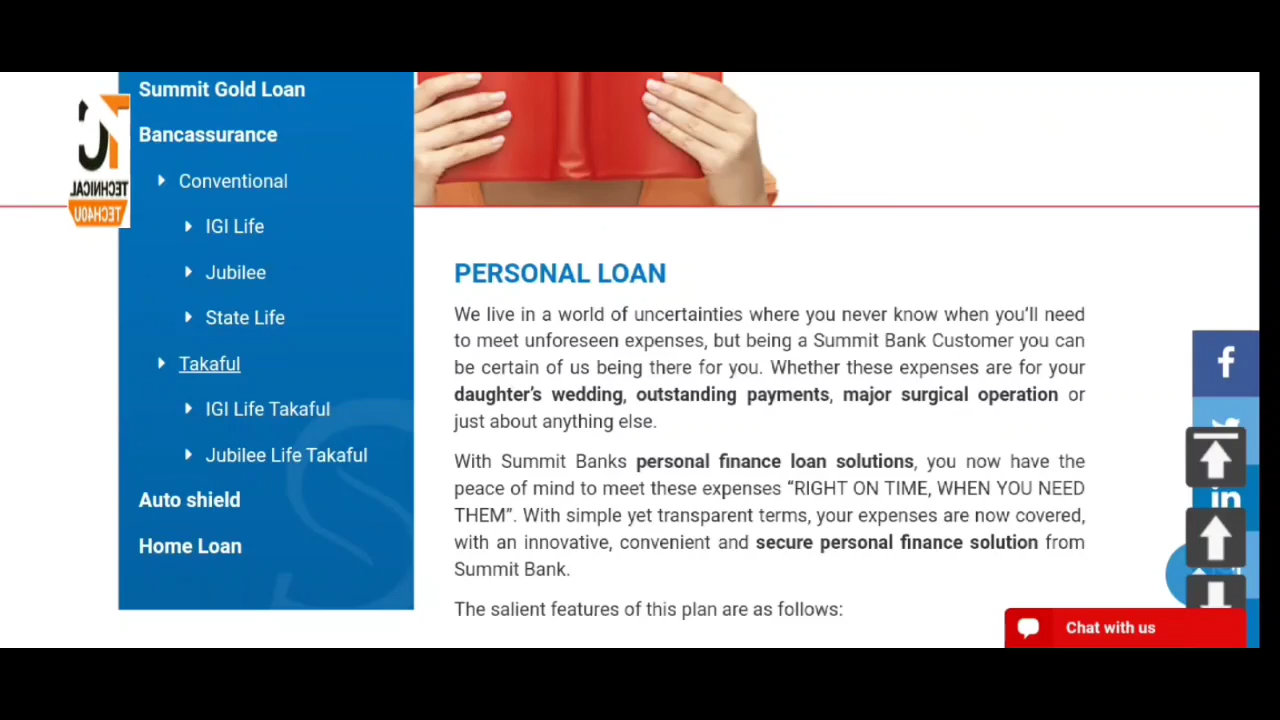 Summit Gold Loan
Bancassurance
Conventional
IGI Life
Jubilee
State Life
Takaful
IGI Life Takaful
Jubilee Life Takaful
Auto shield
Home Loan
TECHNICAL
TECH4OU
PERSONAL LOAN
We live in a world of uncertainties where you never know when you’ll need
to meet unforeseen expenses, but being a Summit Bank Customer you can
be certain of us being there for you. Whether these expenses are for your
daughter’s wedding, outstanding payments, major surgical operation or
just about anything else.
With Summit Banks personal finance loan solutions, you now have the
peace of mind to meet these expenses “RIGHT ON TIME, WHEN YOU NEED
THEM”. With simple yet transparent terms, your expenses are now covered,
with an innovative, convenient and secure personal finance solution from
Summit Bank.
The salient features of this plan are as follows:
f
in
Chat with us